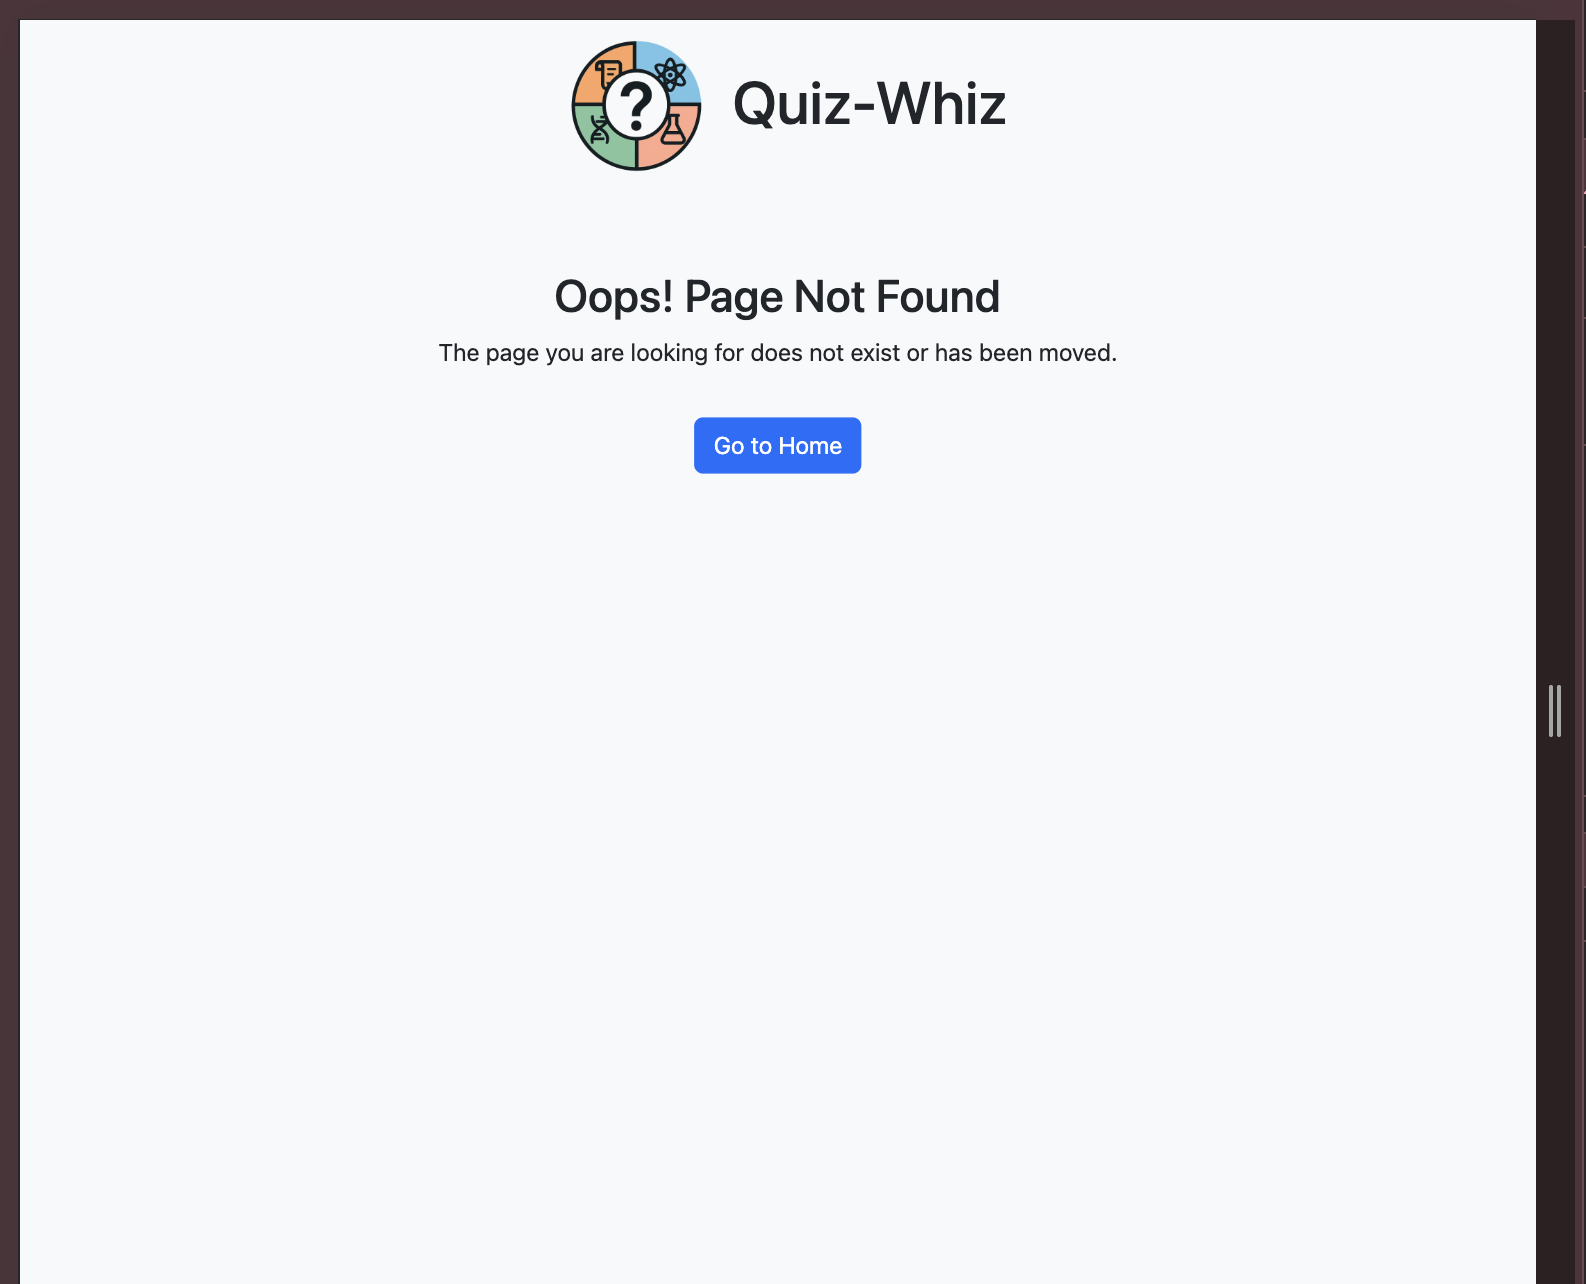 ?
Quiz-Whiz
Oops! Page Not Found
The page you are looking for does not exist or has been moved.
Go to Home